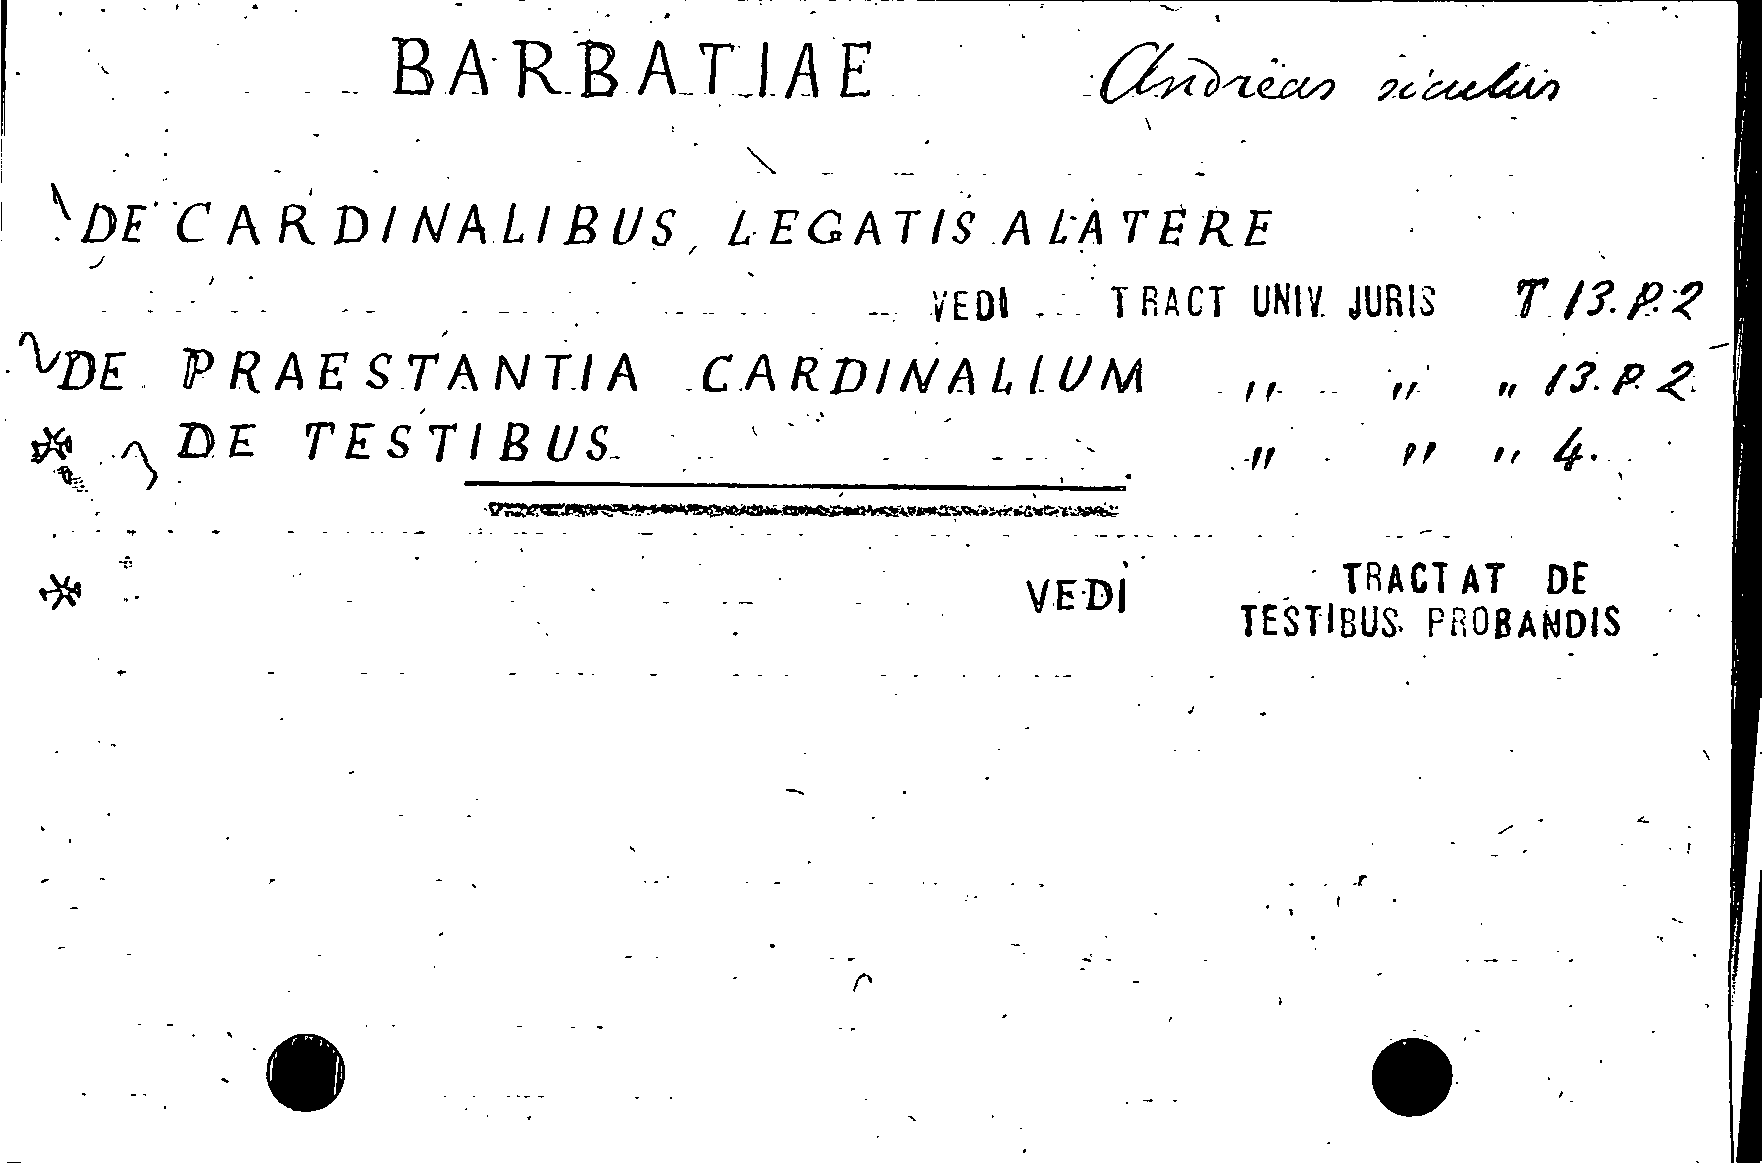 BARBATIAE Andreas siculus
DE CARDINALIBUS, LEGATIS A LATERE
VEDI TRACT UNIV. JURIS T 13. P. 2
DE PRAESTANTIA CARDINALIUM " " " 13. P. 2.
* DE TESTIBUS " " " 4.
* VEDI TRACTAT DE
TESTIBUS PROBANDIS